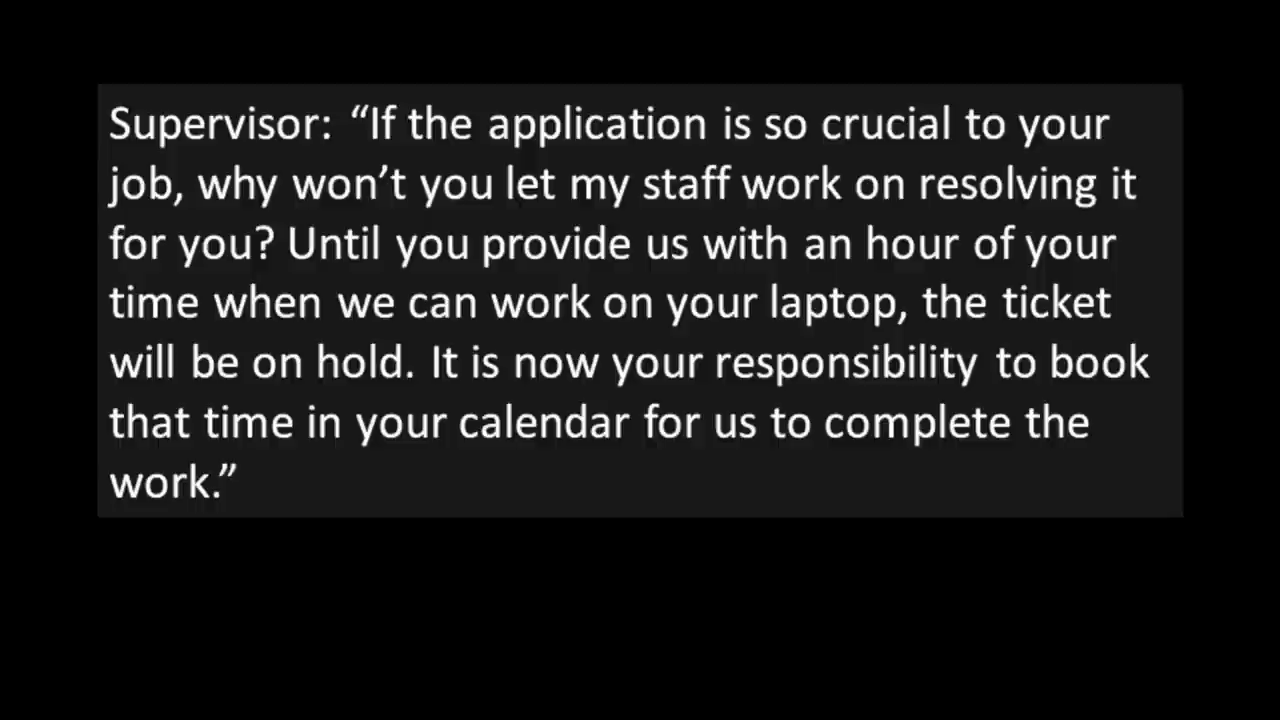 Supervisor: “If the application is so crucial to your
job, why won’t you let my staff work on resolving it
for you? Until you provide us with an hour of your
time when we can work on your laptop, the ticket
will be on hold. It is now your responsibility to book
that time in your calendar for us to complete the
work.”